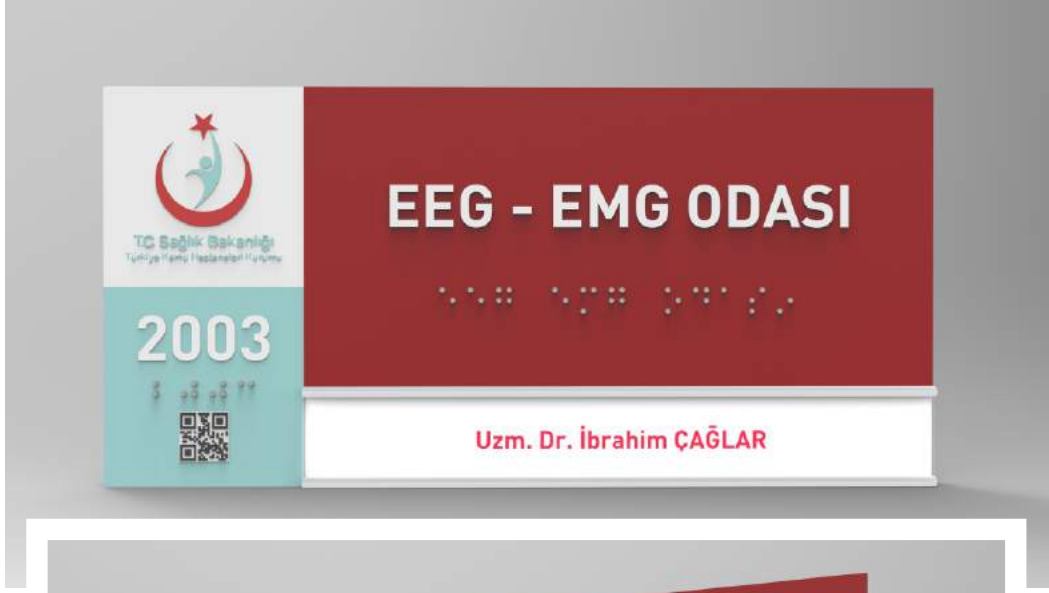 T.C. Sağlık Bakanlığı
Türkiye Kamu Hastaneleri Kurumu
2003
EEG - EMG ODASI
Uzm. Dr. İbrahim ÇAĞLAR